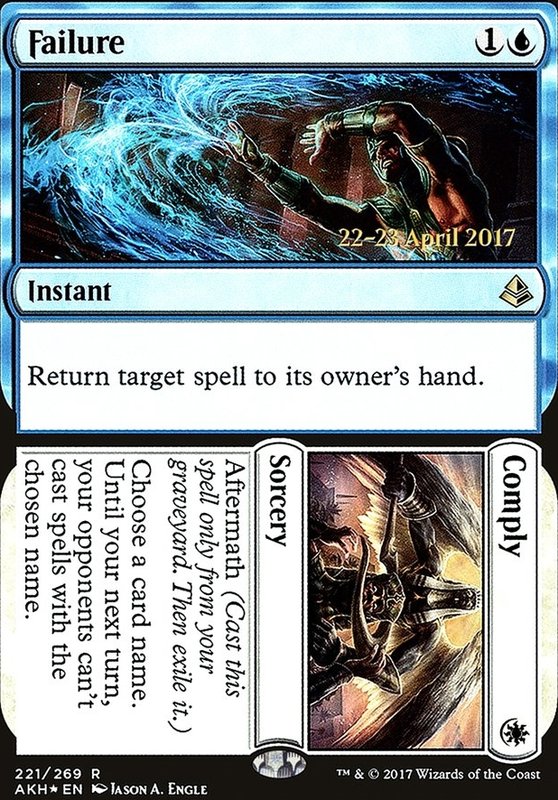 Failure
1
22–23 April 2017
Instant
Return target spell to its owner's hand.
Comply
Sorcery
Aftermath (Cast this
spell only from your
graveyard. Then exile it.)
Choose a card name.
Until your next turn,
your opponents can't
cast spells with the
chosen name.
221/269 R
AKH★EN Jason A. Engle
™ & © 2017 Wizards of the Coast